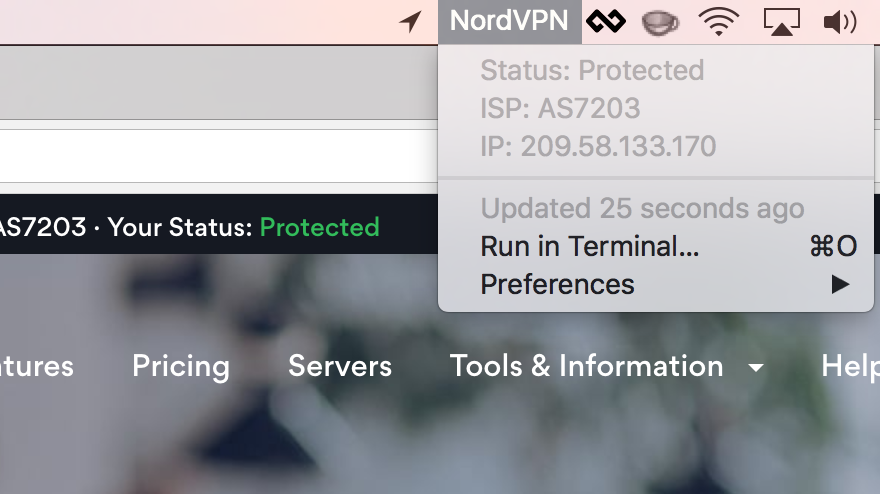 NordVPN
Status: Protected
ISP: AS7203
IP: 209.58.133.170
Updated 25 seconds ago
Run in Terminal... ⌘O
Preferences ▶
AS7203 · Your Status: Protected
tures Pricing Servers Tools & Information Help